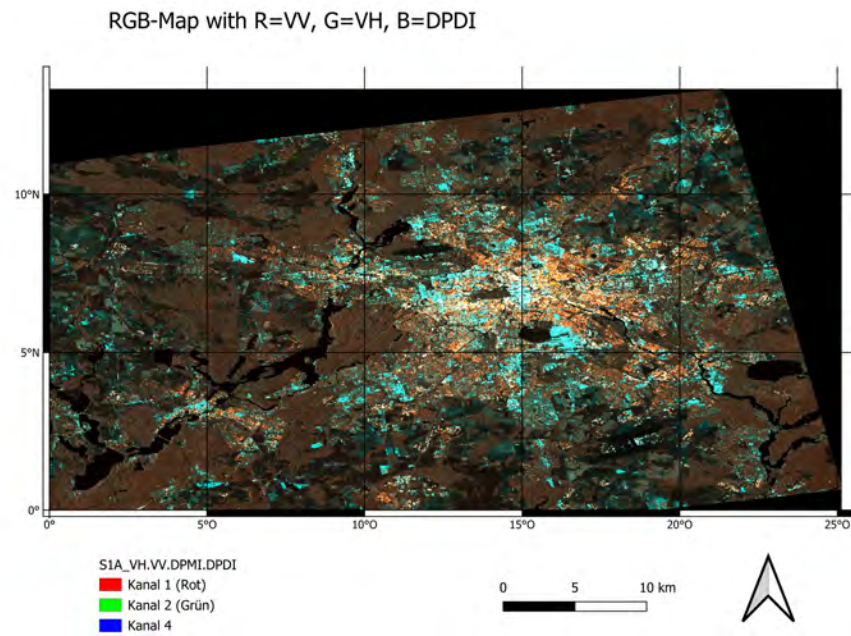 RGB-Map with R=VV, G=VH, B=DPDI
10°N
5°N
0°
0° 5°O 10°O 15°O 20°O 25°O
S1A_VH.VV.DPMI.DPDI
Kanal 1 (Rot)
Kanal 2 (Grün)
Kanal 4
0 5 10 km